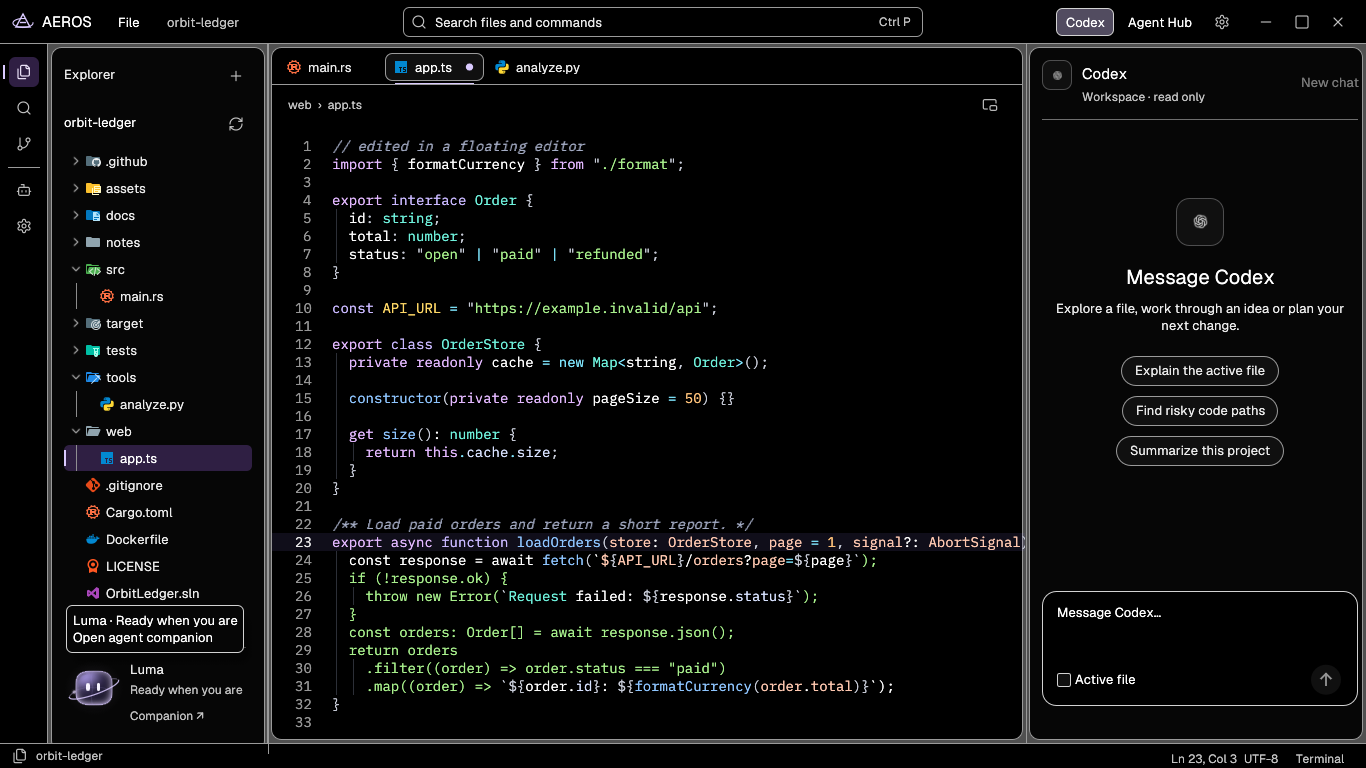 AEROS File orbit-ledger Search files and commands Ctrl P Codex Agent Hub
Explorer
orbit-ledger
.github
assets
docs
notes
src
main.rs
target
tests
tools
analyze.py
web
app.ts
.gitignore
Cargo.toml
Dockerfile
LICENSE
OrbitLedger.sln
Luma · Ready when you are
Open agent companion
Luma
Ready when you are
Companion ↗
main.rs app.ts analyze.py
web › app.ts
1 // edited in a floating editor
2 import { formatCurrency } from "./format";
3
4 export interface Order {
5 id: string;
6 total: number;
7 status: "open" | "paid" | "refunded";
8 }
9
10 const API_URL = "https://example.invalid/api";
11
12 export class OrderStore {
13 private readonly cache = new Map<string, Order>();
14
15 constructor(private readonly pageSize = 50) {}
16
17 get size(): number {
18 return this.cache.size;
19 }
20 }
21
22 /** Load paid orders and return a short report. */
23 export async function loadOrders(store: OrderStore, page = 1, signal?: AbortSignal)
24 const response = await fetch(`${API_URL}/orders?page=${page}`);
25 if (!response.ok) {
26 throw new Error(`Request failed: ${response.status}`);
27 }
28 const orders: Order[] = await response.json();
29 return orders
30 .filter((order) => order.status === "paid")
31 .map((order) => `${order.id}: ${formatCurrency(order.total)}`);
32 }
33
Codex
Workspace · read only
New chat
Message Codex
Explore a file, work through an idea or plan your
next change.
Explain the active file
Find risky code paths
Summarize this project
Message Codex…
Active file
orbit-ledger Ln 23, Col 3 UTF-8 Terminal